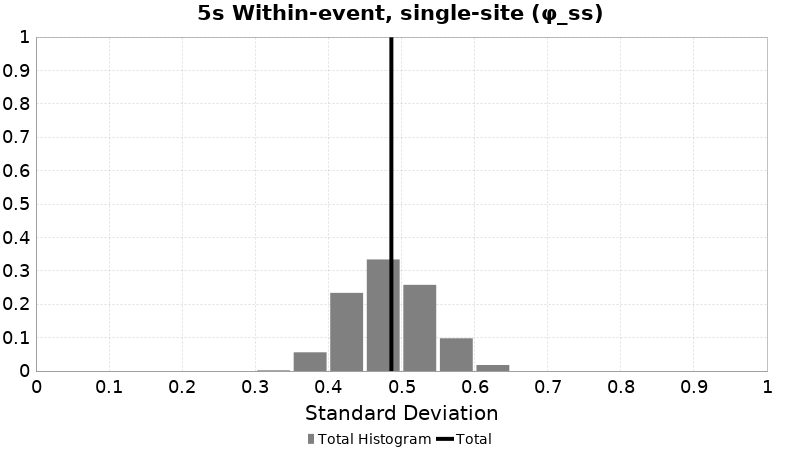 5s Within-event, single-site (φ_ss)
1
0.9
0.8
0.7
0.6
0.5
0.4
0.3
0.2
0.1
0
0 0.1 0.2 0.3 0.4 0.5 0.6 0.7 0.8 0.9 1
Standard Deviation
Total Histogram Total